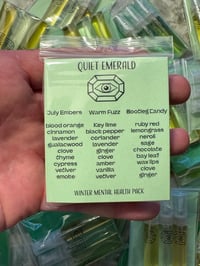 QUIET EMERALD
July Embers Warm Fuzz Bootleg Candy
blood orange Key lime ruby red
cinnamon black pepper lemongrass
lavender coriander neroli
guaiacwood lavender sage
clove ginger chocolate
thyme clove bay leaf
cypress amber wax lips
vetiver vanilla clove
smoke vetiver ginger
WINTER MENTAL HEALTH PACK